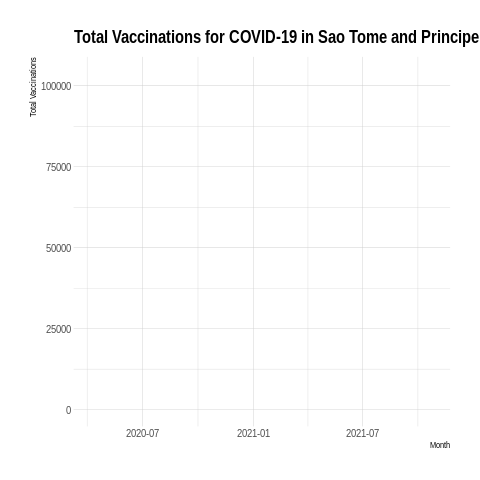 Total Vaccinations for COVID-19 in Sao Tome and Principe
Total Vaccinations
100000
75000
50000
25000
0
2020-07 2021-01 2021-07
Month